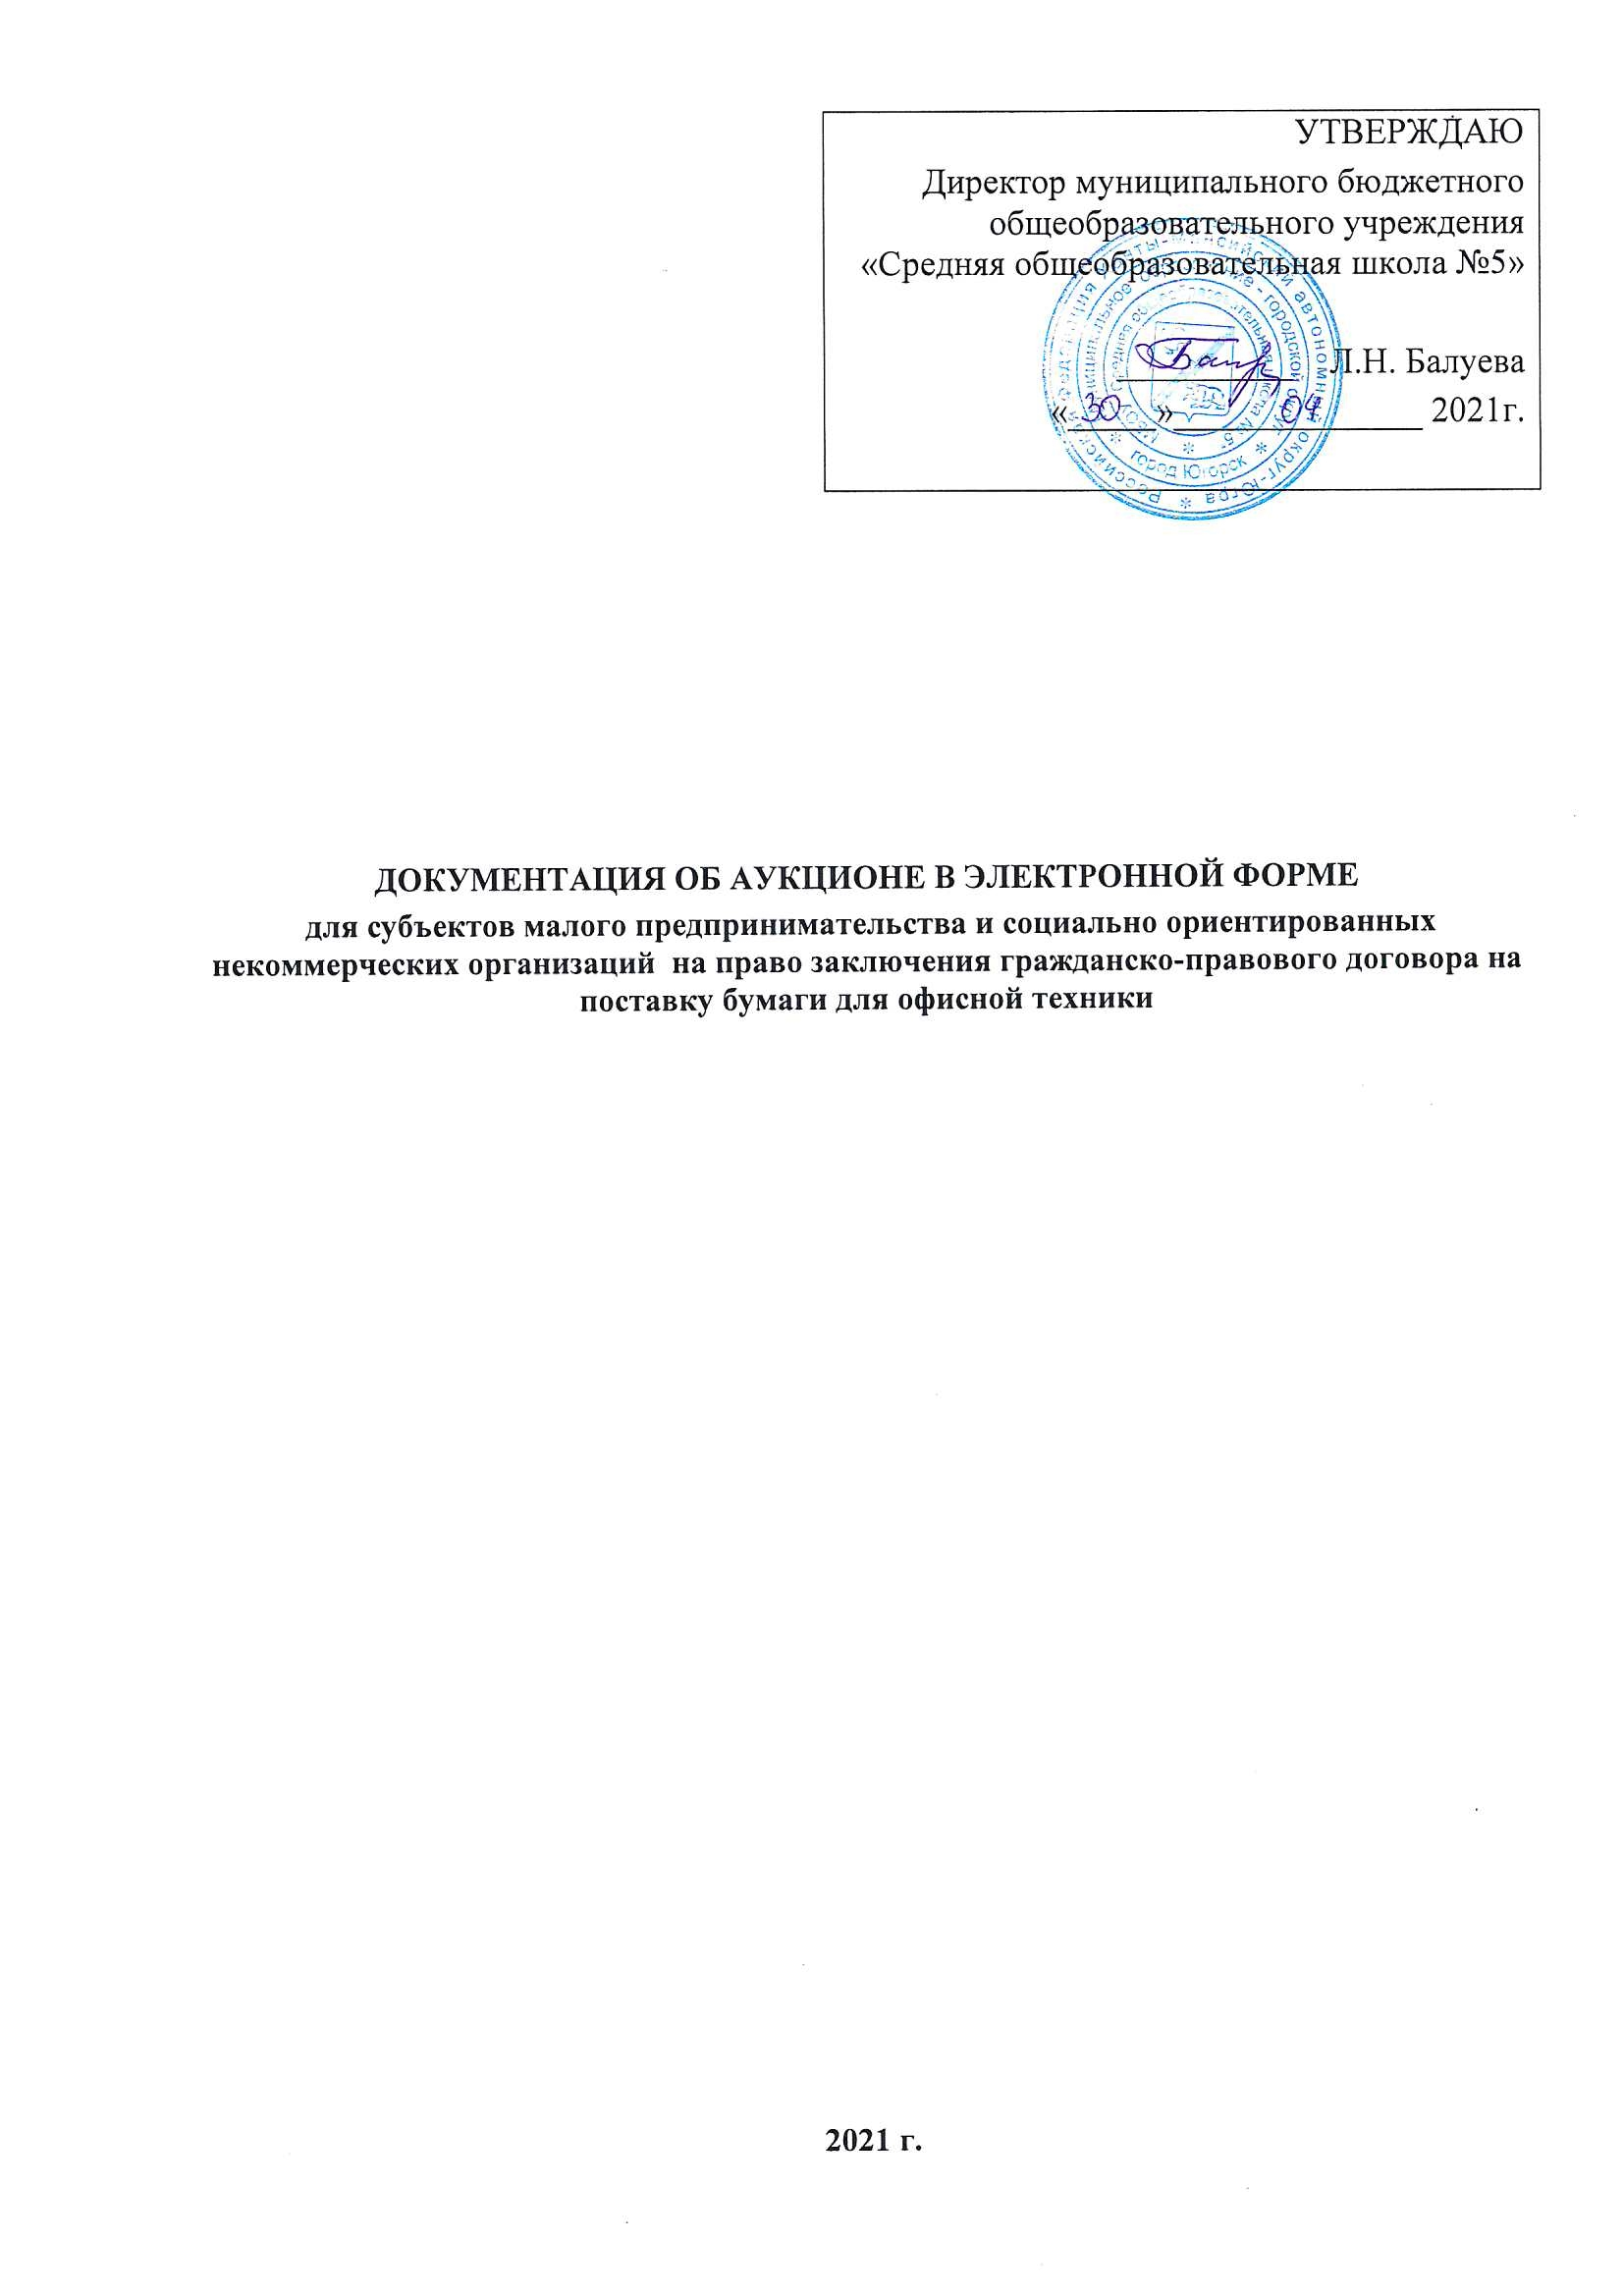 УТВЕРЖДАЮ
Директор муниципального бюджетного
общеобразовательного учреждения
«Средняя общеобразовательная школа №5»
Л.Н. Балуева
«30» 04 2021г.
город Югорск
ДОКУМЕНТАЦИЯ ОБ АУКЦИОНЕ В ЭЛЕКТРОННОЙ ФОРМЕ
для субъектов малого предпринимательства и социально ориентированных
некоммерческих организаций на право заключения гражданско-правового договора на
поставку бумаги для офисной техники
2021 г.